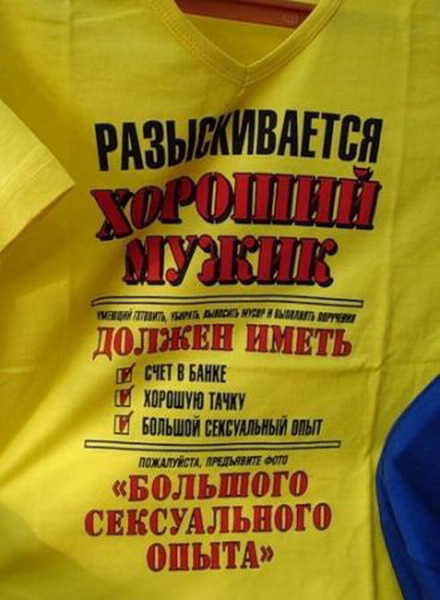 РАЗЫСКИВАЕТСЯ
ХОРОШИЙ
МУЖИК
УМЕЮЩИЙ ГОТОВИТЬ, УБИРАТЬ, ВЫНОСИТЬ МУСОР И ВЫПОЛНЯТЬ ПОРУЧЕНИЯ
ДОЛЖЕН ИМЕТЬ
СЧЕТ В БАНКЕ
ХОРОШУЮ ТАЧКУ
БОЛЬШОЙ СЕКСУАЛЬНЫЙ ОПЫТ
ПОЖАЛУЙСТА, ПРЕДЪЯВИТЕ ФОТО
«БОЛЬШОГО
СЕКСУАЛЬНОГО
ОПЫТА»